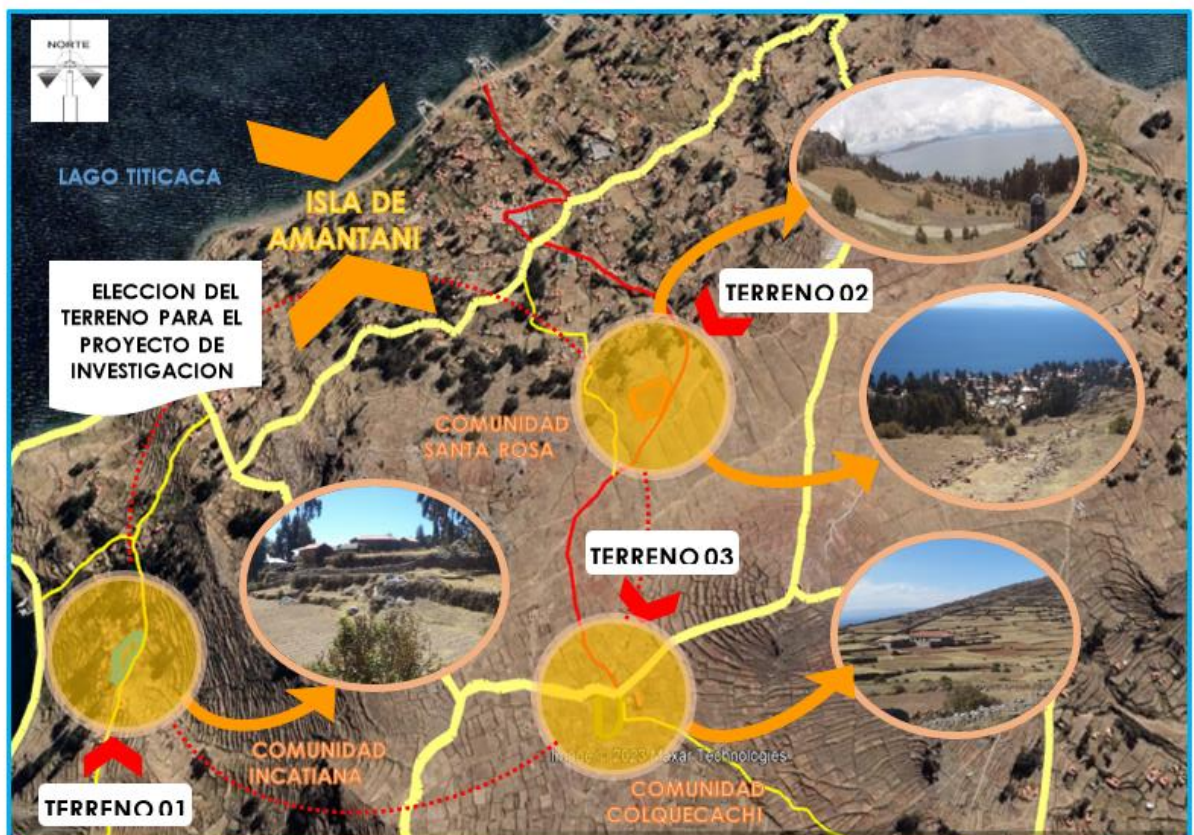 NORTE
LAGO TITICACA
ISLA DE
AMANTANI
ELECCION DEL
TERRENO PARA EL
PROYECTO DE
INVESTIGACION
TERRENO 02
COMUNIDAD
SANTA ROSA
TERRENO 03
COMUNIDAD
INCATIANA
TERRENO 01
Image © 2023 Maxar Technologies
COMUNIDAD
COLQUECACHI